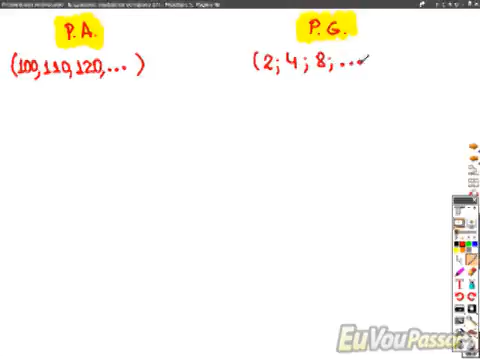 P.A.
P.G.
(100, 110, 120, ... )
(2; 4; 8; ...
EuVouPassar